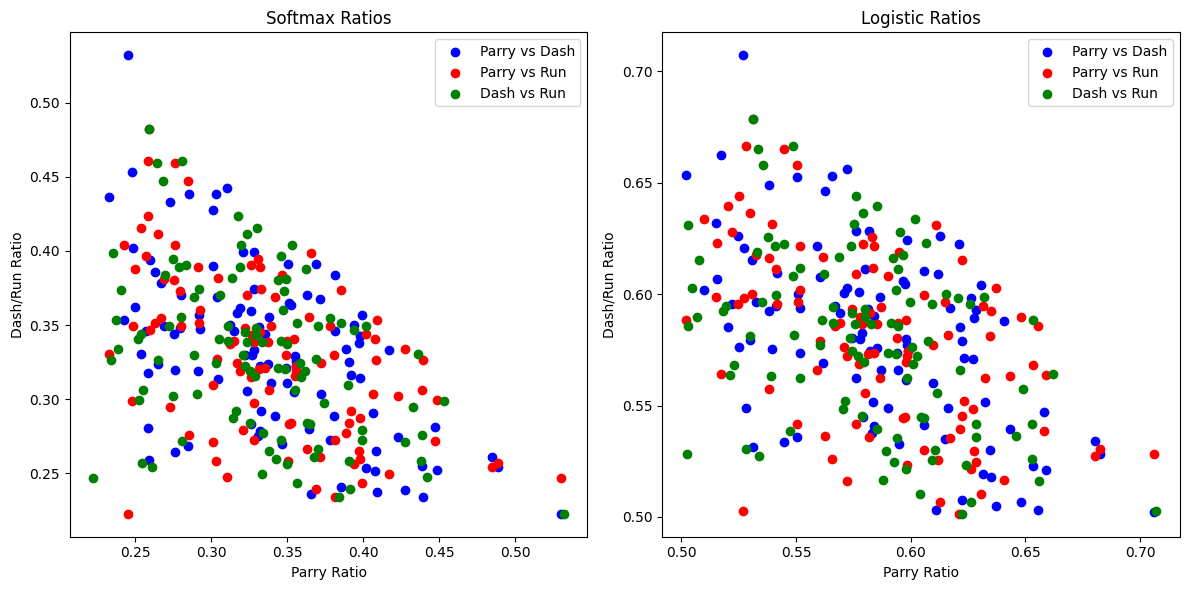 Softmax Ratios
Parry vs Dash
Parry vs Run
Dash vs Run
0.50
0.45
0.40
0.35
0.30
0.25
Dash/Run Ratio
0.25 0.30 0.35 0.40 0.45 0.50
Parry Ratio
Logistic Ratios
Parry vs Dash
Parry vs Run
Dash vs Run
0.70
0.65
0.60
0.55
0.50
Dash/Run Ratio
0.50 0.55 0.60 0.65 0.70
Parry Ratio